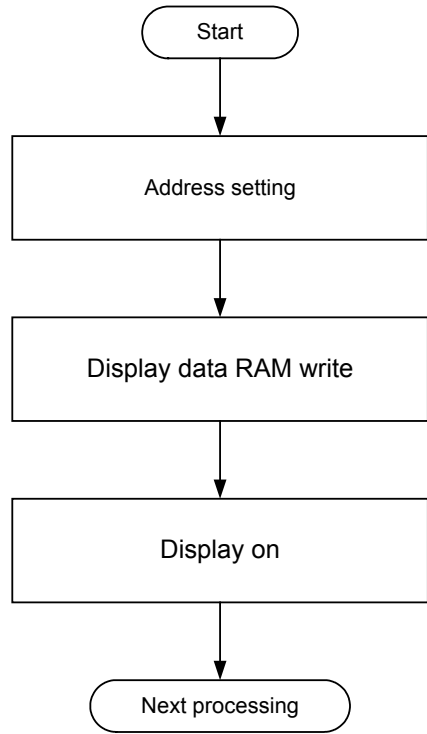 Start
Address setting
Display data RAM write
Display on
Next processing